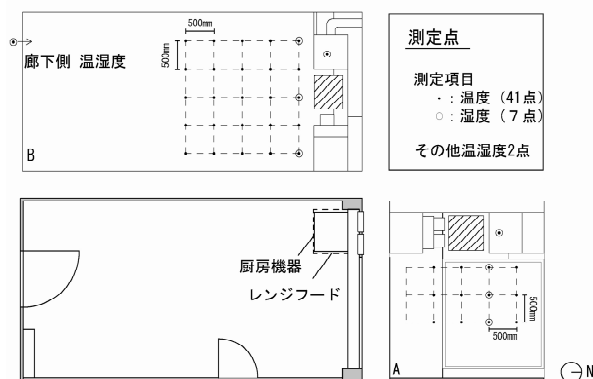 500mm
500mm
廊下側 温湿度
B
測定点
測定項目
・：温度（41点）
○：湿度（7点）
その他温湿度2点
厨房機器
レンジフード
500mm
500mm
A
N